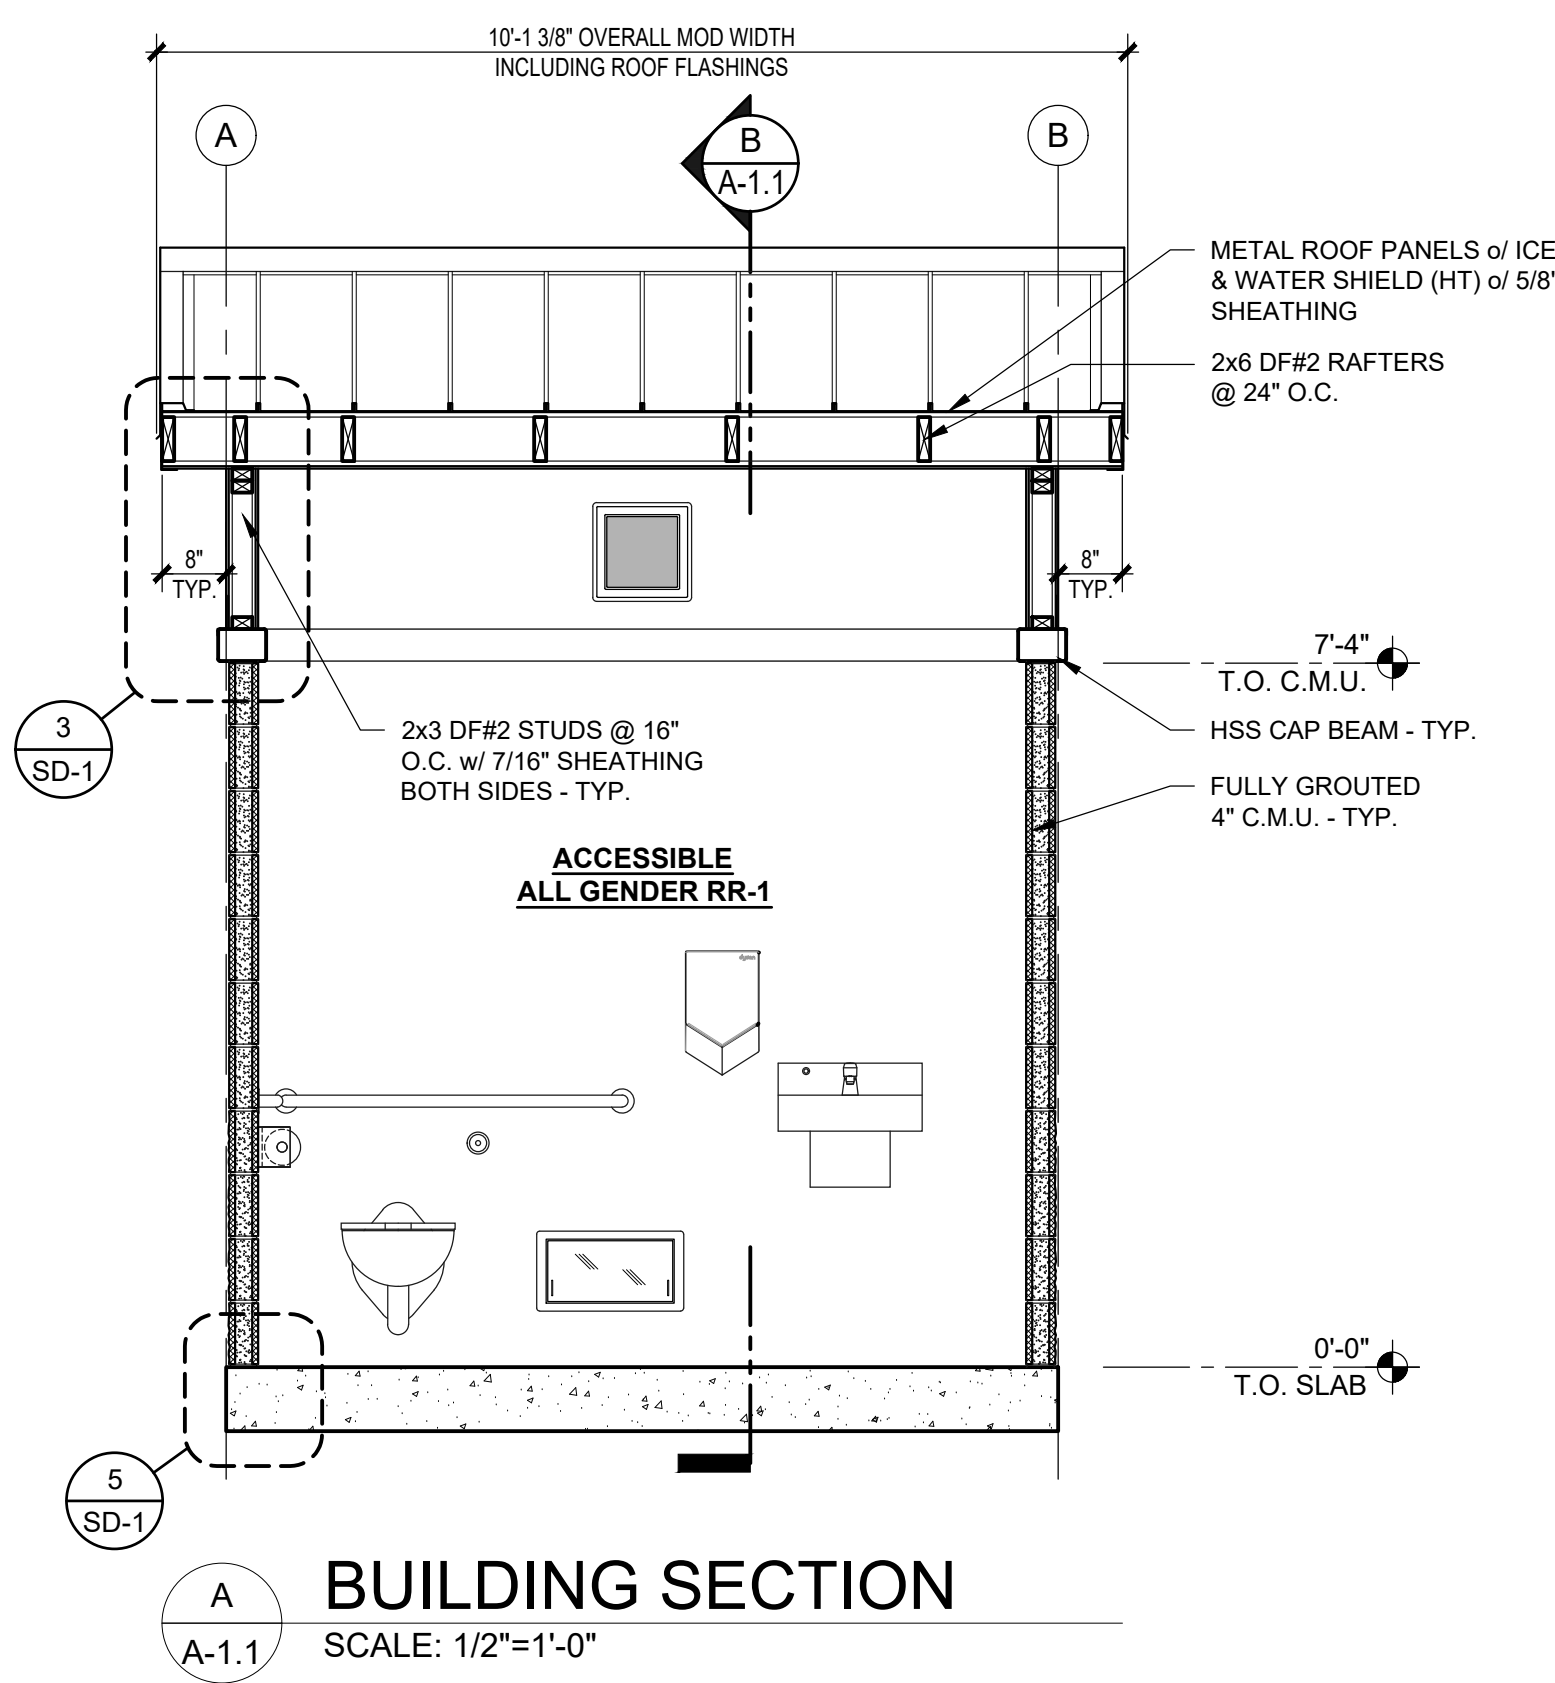 10'-1 3/8" OVERALL MOD WIDTH
INCLUDING ROOF FLASHINGS
A
B
A-1.1
B
METAL ROOF PANELS o/ ICE
& WATER SHIELD (HT) o/ 5/8"
SHEATHING
2x6 DF#2 RAFTERS
@ 24" O.C.
8"
TYP.
8"
TYP.
7'-4"
T.O. C.M.U.
3
SD-1
2x3 DF#2 STUDS @ 16"
O.C. w/ 7/16" SHEATHING
BOTH SIDES - TYP.
HSS CAP BEAM - TYP.
FULLY GROUTED
4" C.M.U. - TYP.
ACCESSIBLE
ALL GENDER RR-1
dyson
0'-0"
T.O. SLAB
5
SD-1
A
A-1.1
BUILDING SECTION
SCALE: 1/2"=1'-0"